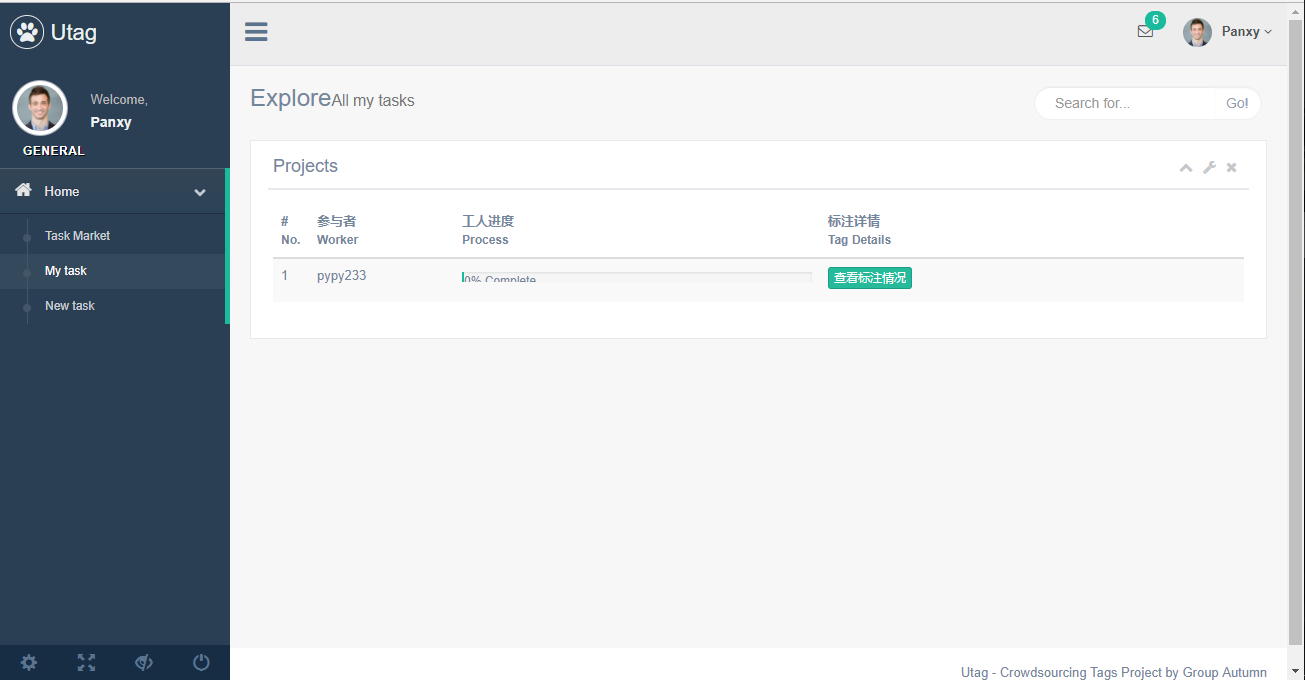 Utag
6
Panxy
Welcome,
Panxy
GENERAL
Home
Task Market
My task
New task
ExploreAll my tasks
Search for...
Go!
Projects
# 参与者 工人进度 标注详情
No. Worker Process Tag Details
1 pypy233 0% Complete 查看标注情况
Utag - Crowdsourcing Tags Project by Group Autumn